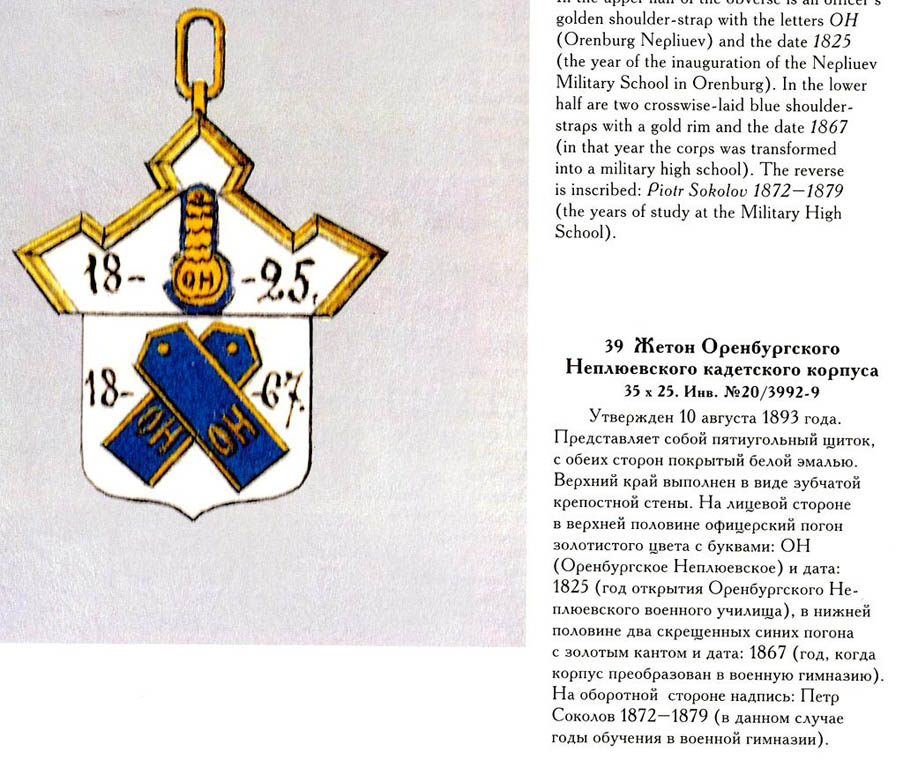 golden shoulder-strap with the letters OH
(Orenburg Nepliuev) and the date 1825
(the year of the inauguration of the Nepliuev
Military School in Orenburg). In the lower
half are two crosswise-laid blue shoulder-
straps with a gold rim and the date 1867
(in that year the corps was transformed
into a military high school). The reverse
is inscribed: Piotr Sokolov 1872–1879
(the years of study at the Military High
School).
18- -25.
ОН
18- -67.
ОН ОН
39 Жетон Оренбургского
Неплюевского кадетского корпуса
35 x 25. Инв. №20/3992-9
Утвержден 10 августа 1893 года.
Представляет собой пятиугольный щиток,
с обеих сторон покрытый белой эмалью.
Верхний край выполнен в виде зубчатой
крепостной стены. На лицевой стороне
в верхней половине офицерский погон
золотистого цвета с буквами: ОН
(Оренбургское Неплюевское) и дата:
1825 (год открытия Оренбургского Не-
плюевского военного училища), в нижней
половине два скрещенных синих погона
с золотым кантом и дата: 1867 (год, когда
корпус преобразован в военную гимназию).
На оборотной стороне надпись: Петр
Соколов 1872–1879 (в данном случае
годы обучения в военной гимназии).